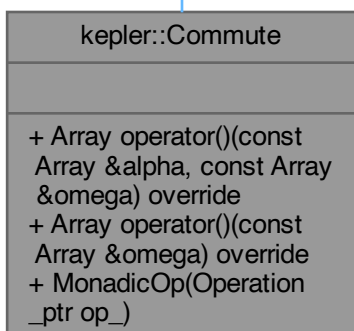 kepler::Commute
+ Array operator()(const
Array &alpha, const Array
&omega) override
+ Array operator()(const
Array &omega) override
+ MonadicOp(Operation
_ptr op_)